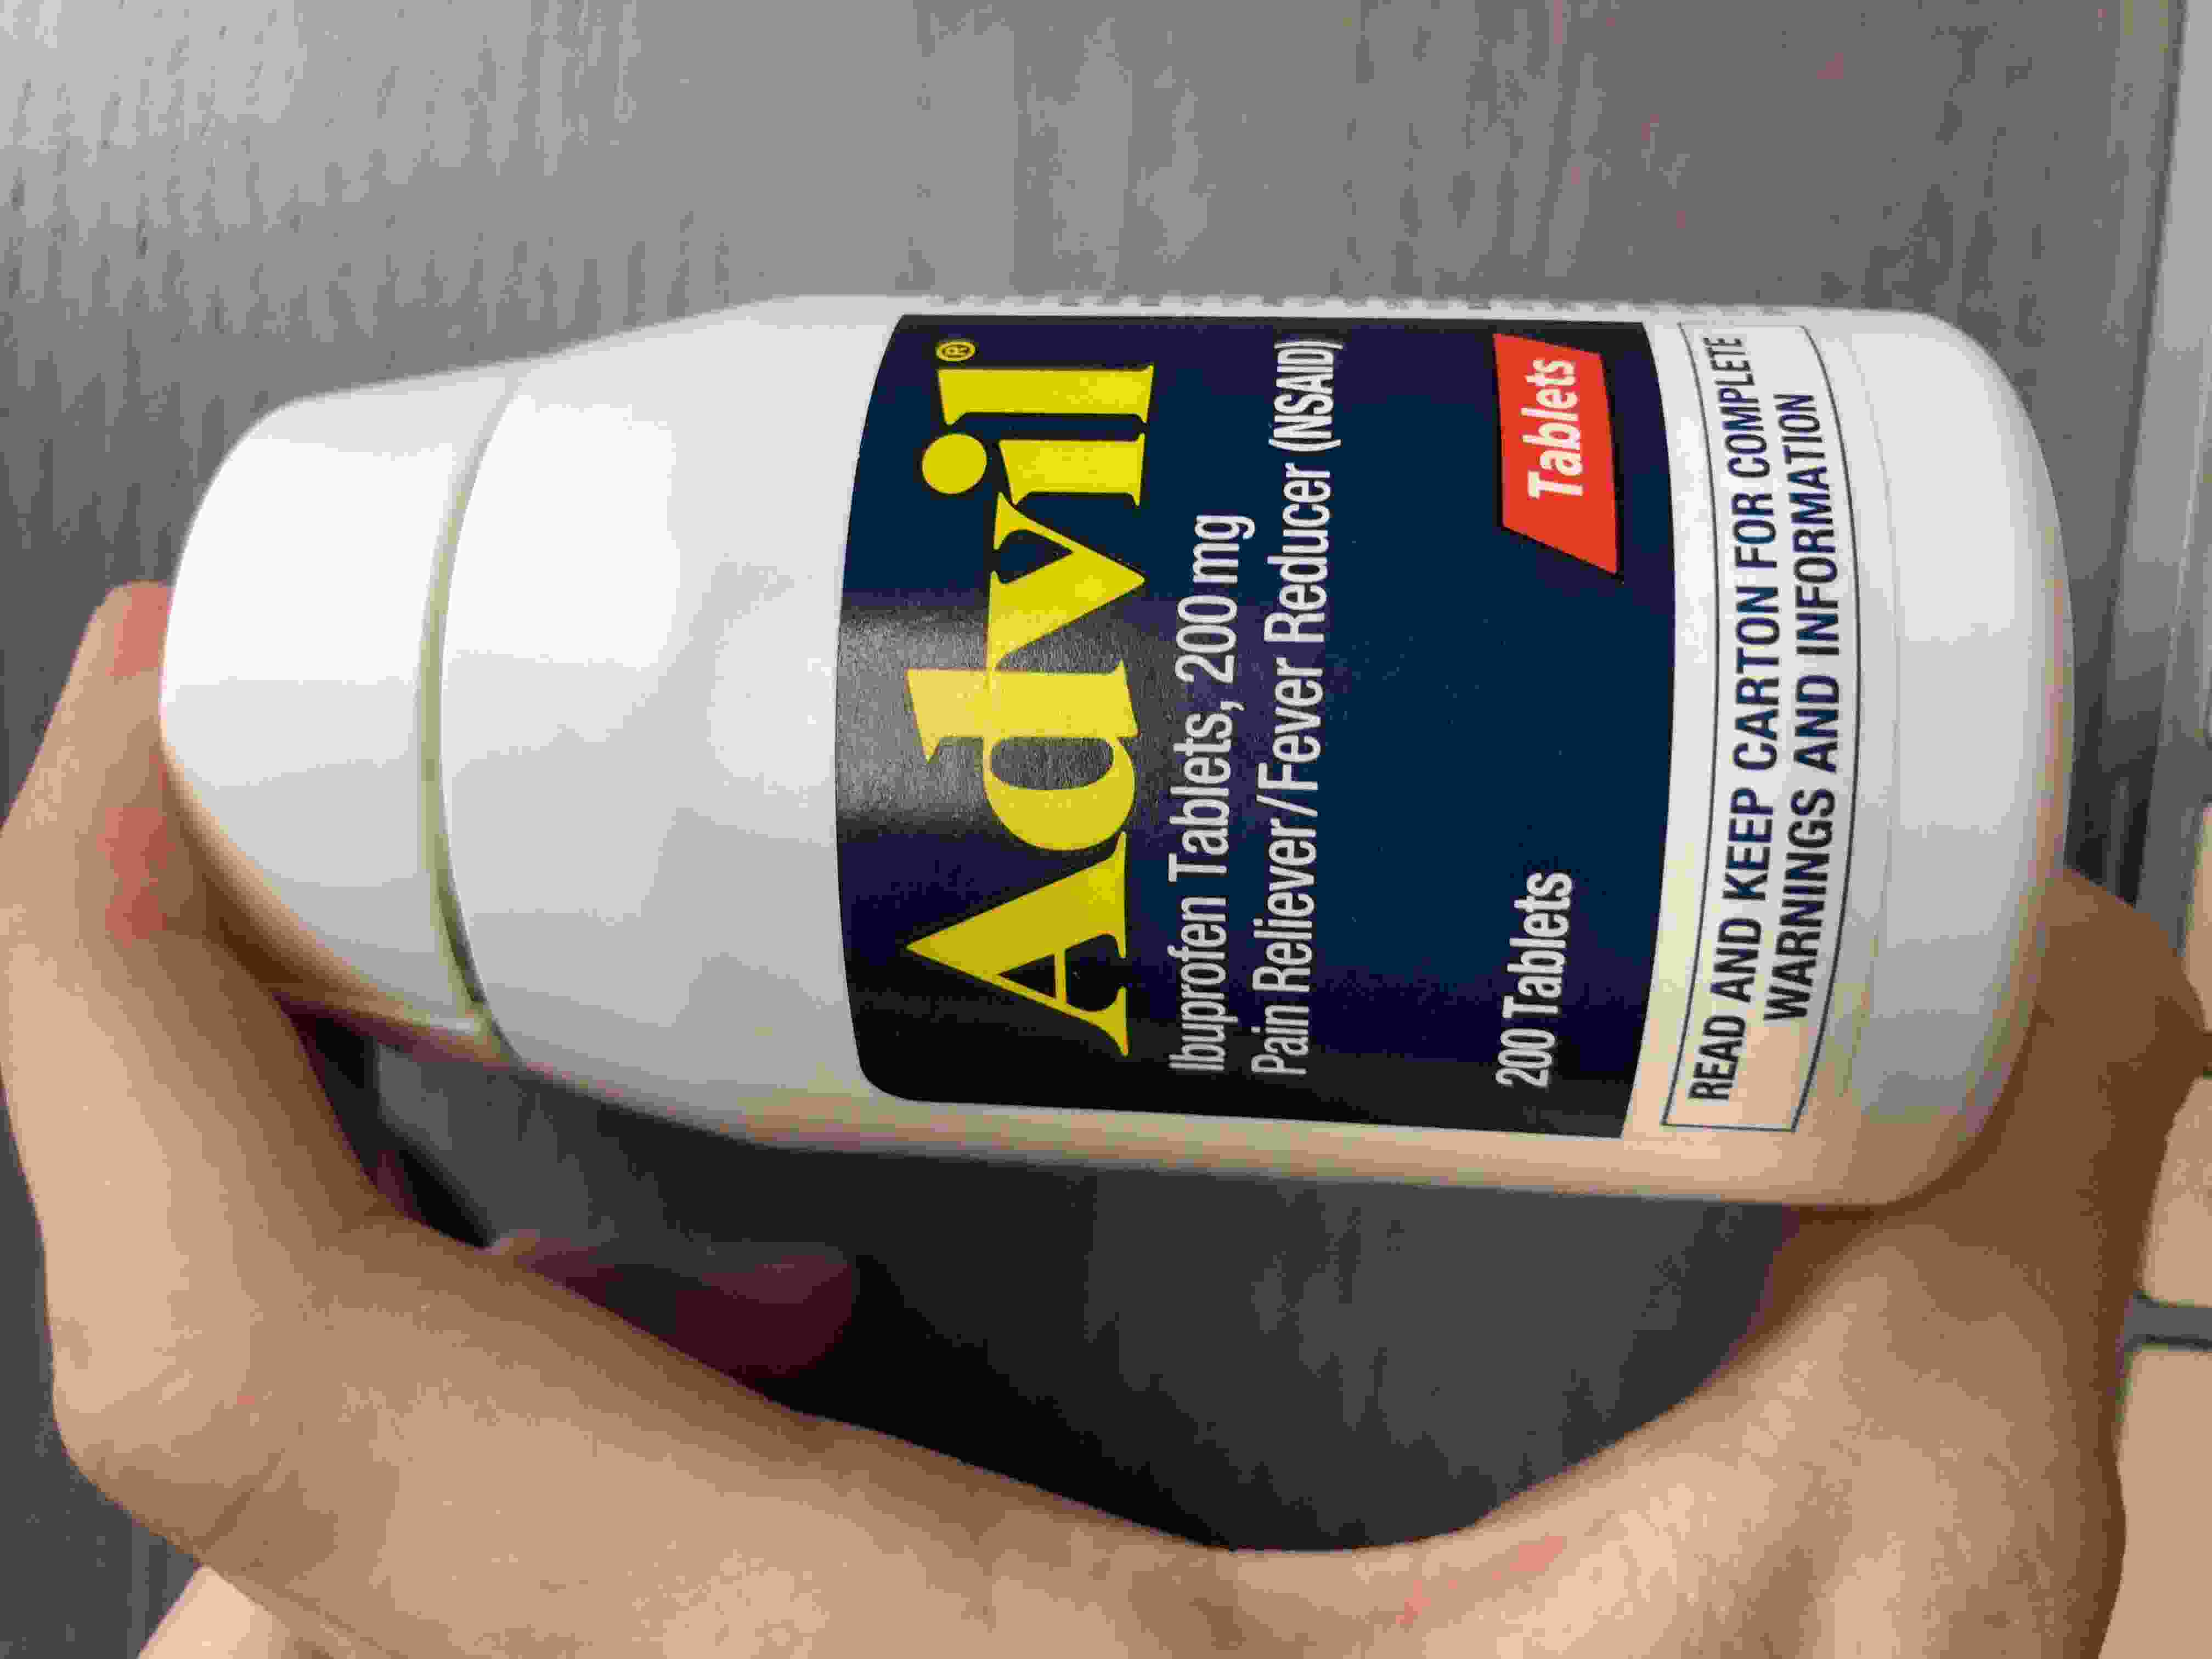 Advil®
Ibuprofen Tablets, 200 mg
Pain Reliever/Fever Reducer (NSAID)
200 Tablets
Tablets
READ AND KEEP CARTON FOR COMPLETE
WARNINGS AND INFORMATION